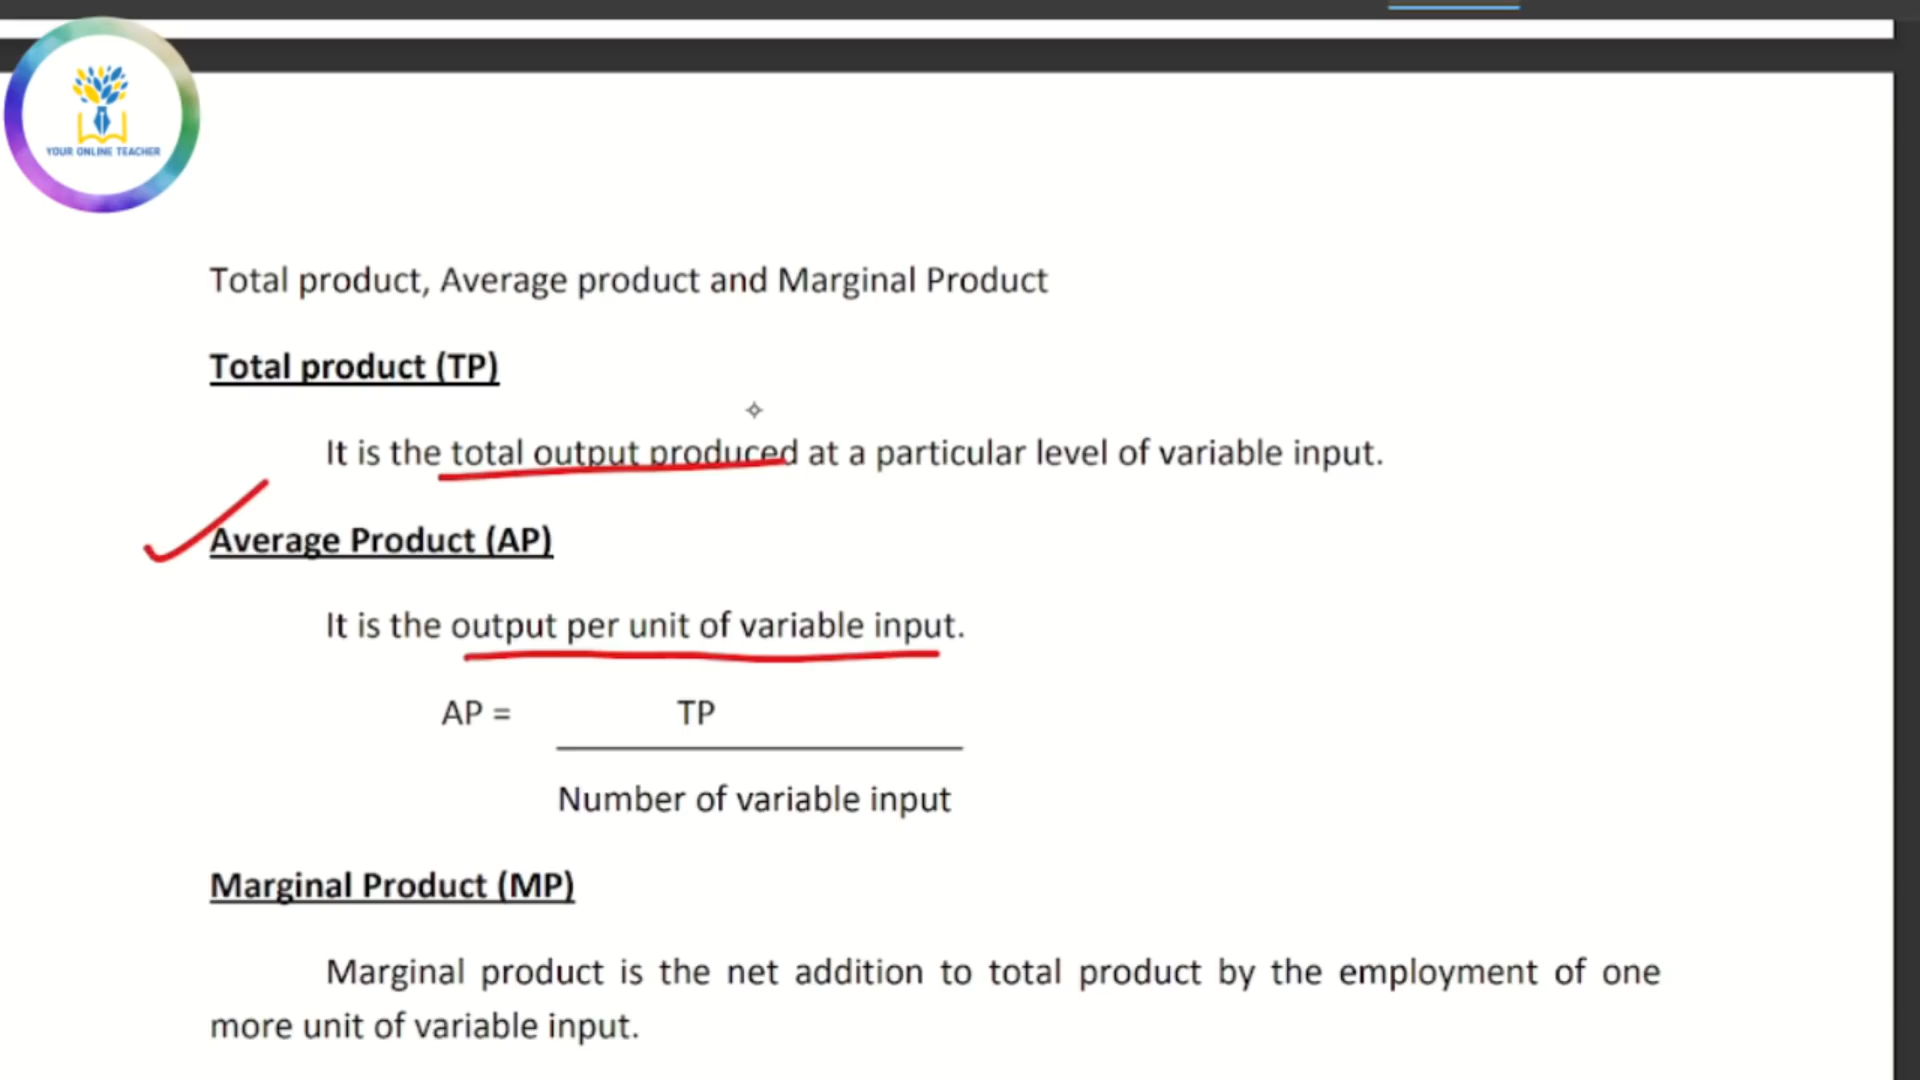 YOUR ONLINE TEACHER
Total product, Average product and Marginal Product
Total product (TP)
It is the total output produced at a particular level of variable input.
Average Product (AP)
It is the output per unit of variable input.
AP = TP
Number of variable input
Marginal Product (MP)
Marginal product is the net addition to total product by the employment of one
more unit of variable input.